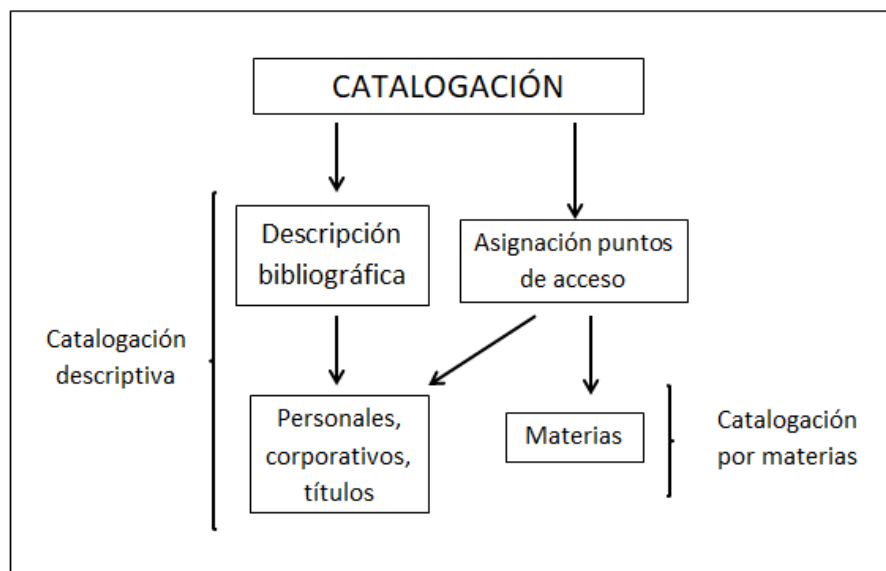 CATALOGACIÓN
Descripción
bibliográfica
Asignación puntos
de acceso
Catalogación
descriptiva
Personales,
corporativos,
títulos
Materias
Catalogación
por materias